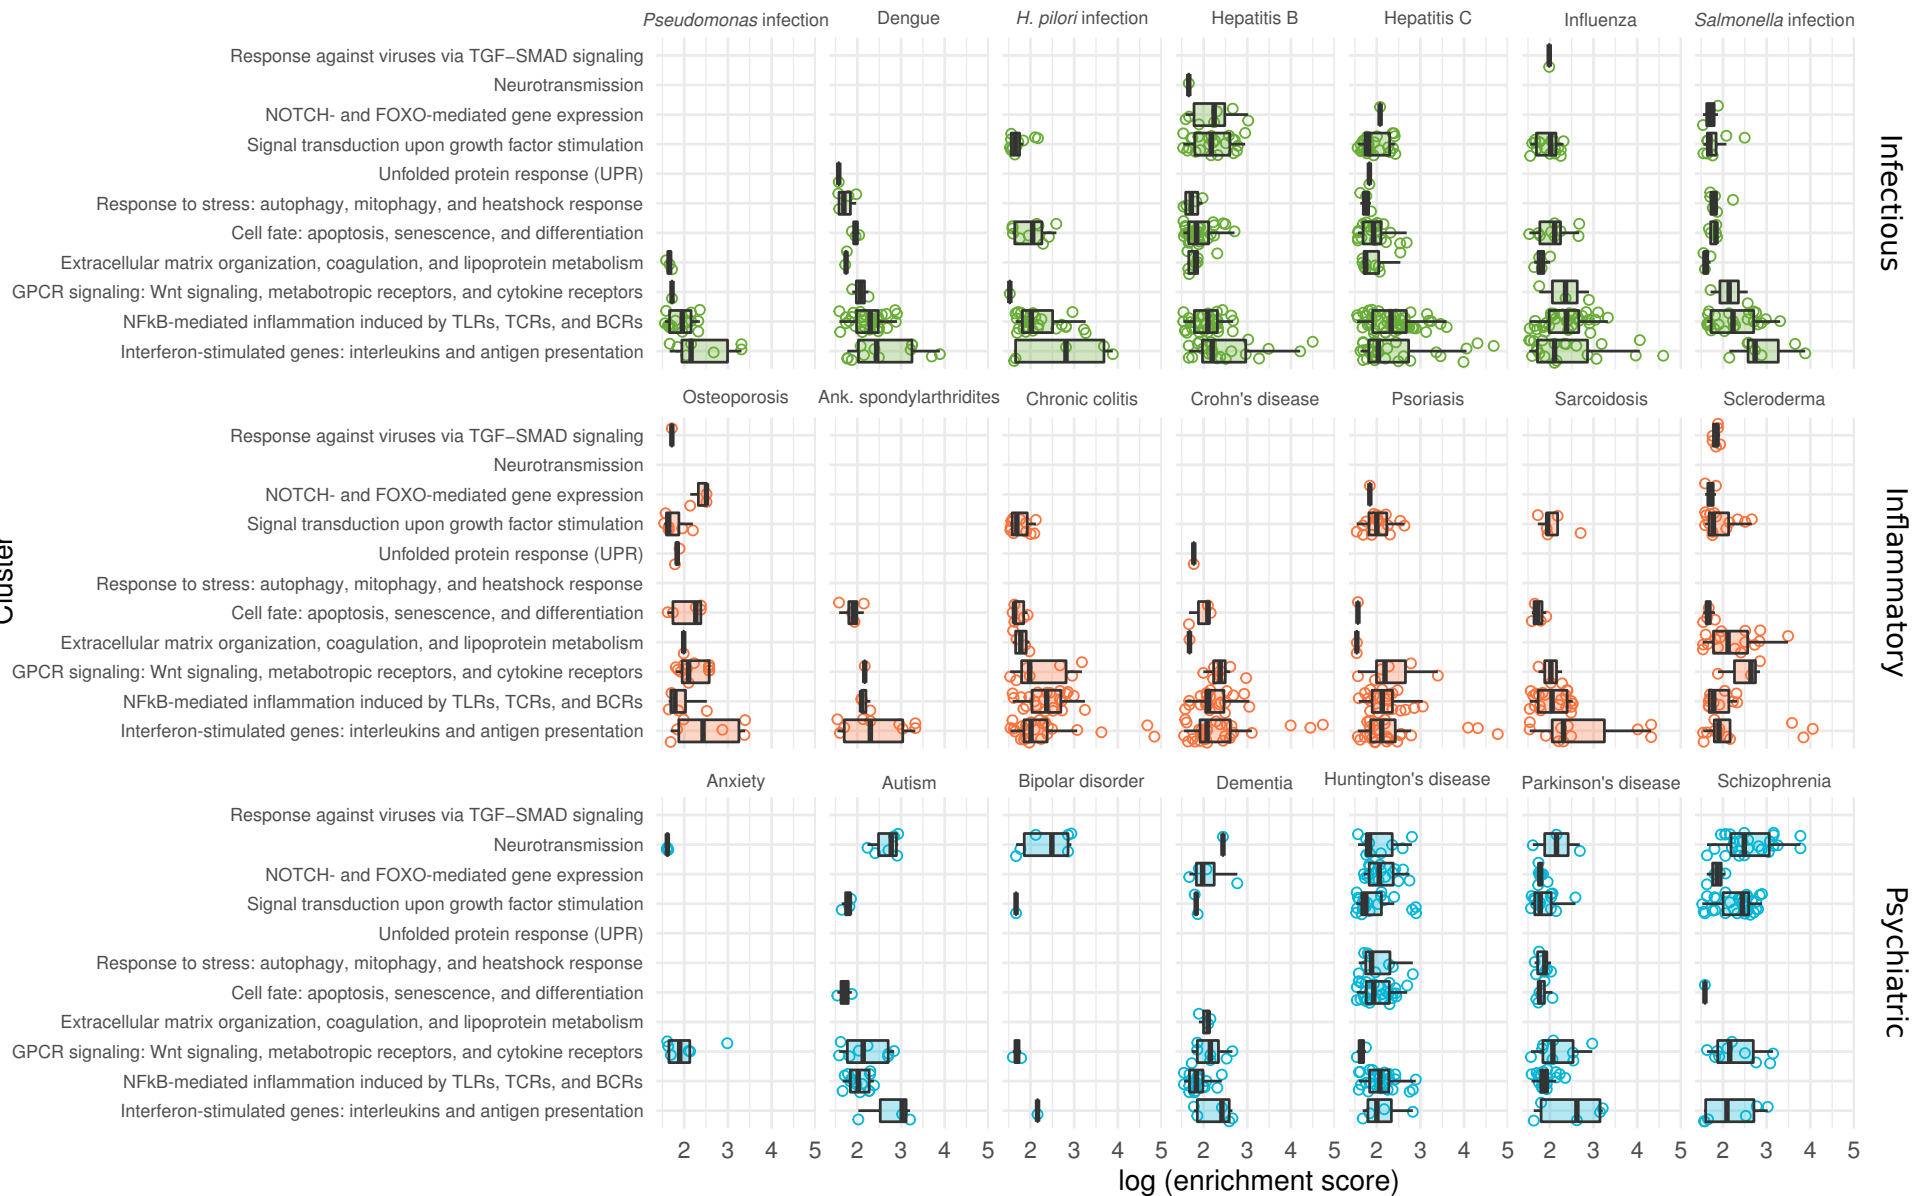 Pseudomonas infection Dengue H. pilori infection Hepatitis B Hepatitis C Influenza Salmonella infection
Response against viruses via TGF−SMAD signaling
Neurotransmission
NOTCH- and FOXO-mediated gene expression
Signal transduction upon growth factor stimulation
Unfolded protein response (UPR)
Response to stress: autophagy, mitophagy, and heatshock response
Cell fate: apoptosis, senescence, and differentiation
Extracellular matrix organization, coagulation, and lipoprotein metabolism
GPCR signaling: Wnt signaling, metabotropic receptors, and cytokine receptors
NFkB-mediated inflammation induced by TLRs, TCRs, and BCRs
Interferon-stimulated genes: interleukins and antigen presentation
Infectious
Osteoporosis Ank. spondylarthridites Chronic colitis Crohn's disease Psoriasis Sarcoidosis Scleroderma
Response against viruses via TGF−SMAD signaling
Neurotransmission
NOTCH- and FOXO-mediated gene expression
Signal transduction upon growth factor stimulation
Unfolded protein response (UPR)
Response to stress: autophagy, mitophagy, and heatshock response
Cell fate: apoptosis, senescence, and differentiation
Extracellular matrix organization, coagulation, and lipoprotein metabolism
GPCR signaling: Wnt signaling, metabotropic receptors, and cytokine receptors
NFkB-mediated inflammation induced by TLRs, TCRs, and BCRs
Interferon-stimulated genes: interleukins and antigen presentation
Inflammatory
Cluster
Anxiety Autism Bipolar disorder Dementia Huntington's disease Parkinson's disease Schizophrenia
Response against viruses via TGF−SMAD signaling
Neurotransmission
NOTCH- and FOXO-mediated gene expression
Signal transduction upon growth factor stimulation
Unfolded protein response (UPR)
Response to stress: autophagy, mitophagy, and heatshock response
Cell fate: apoptosis, senescence, and differentiation
Extracellular matrix organization, coagulation, and lipoprotein metabolism
GPCR signaling: Wnt signaling, metabotropic receptors, and cytokine receptors
NFkB-mediated inflammation induced by TLRs, TCRs, and BCRs
Interferon-stimulated genes: interleukins and antigen presentation
Psychiatric
2 3 4 5 2 3 4 5 2 3 4 5 2 3 4 5 2 3 4 5 2 3 4 5 2 3 4 5
log (enrichment score)